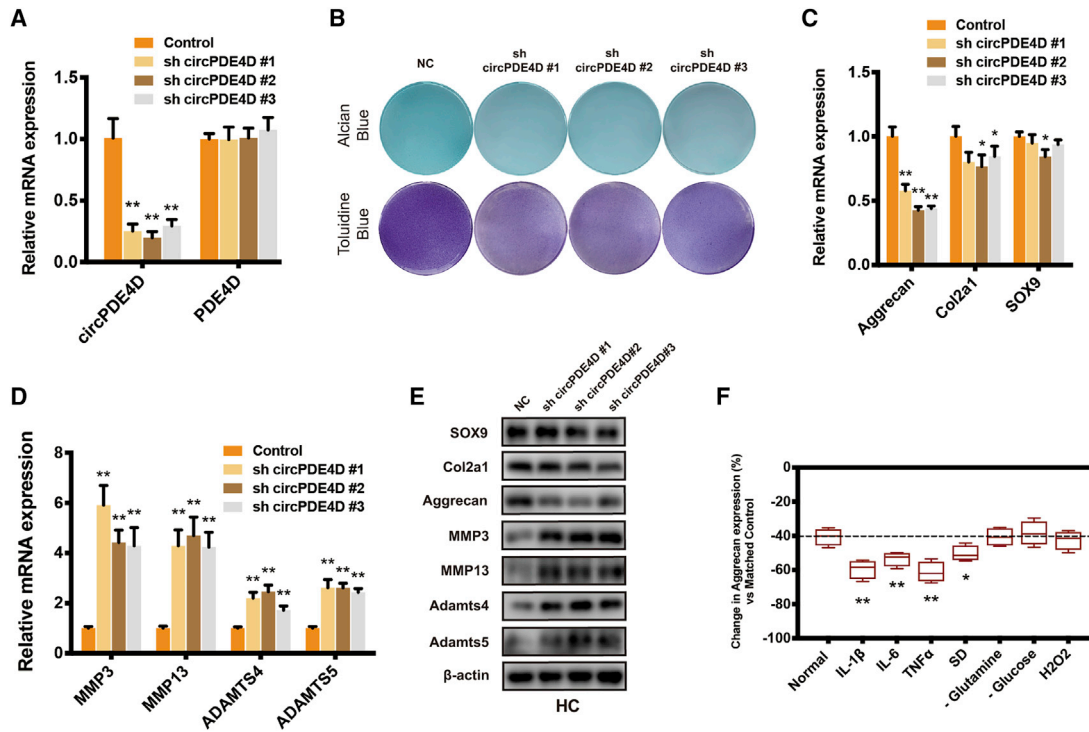 A
Control
sh circPDE4D #1
sh circPDE4D #2
sh circPDE4D #3
Relative mRNA expression
1.5
1.0
0.5
0.0
circPDE4D
PDE4D
** ** **
B
NC
sh circPDE4D #1
sh circPDE4D #2
sh circPDE4D #3
Alcian Blue
Toluidine Blue
C
Control
sh circPDE4D #1
sh circPDE4D #2
sh circPDE4D #3
Relative mRNA expression
1.5
1.0
0.5
0.0
** ** **
* *
*
Aggrecan
Col2a1
SOX9
D
Control
sh circPDE4D #1
sh circPDE4D #2
sh circPDE4D #3
Relative mRNA expression
8
6
4
2
0
** ** **
** ** **
** ** **
** ** **
MMP3
MMP13
ADAMTS4
ADAMTS5
E
NC
sh circPDE4D #1
sh circPDE4D#2
sh circPDE4D#3
SOX9
Col2a1
Aggrecan
MMP3
MMP13
Adamts4
Adamts5
β-actin
HC
F
Change in Aggrecan expression (%)
vs Matched Control
0
-20
-40
-60
-80
-100
** ** ** *
Normal
IL-1β
IL-6
TNFα
SD
- Glutamine
- Glucose
H2O2